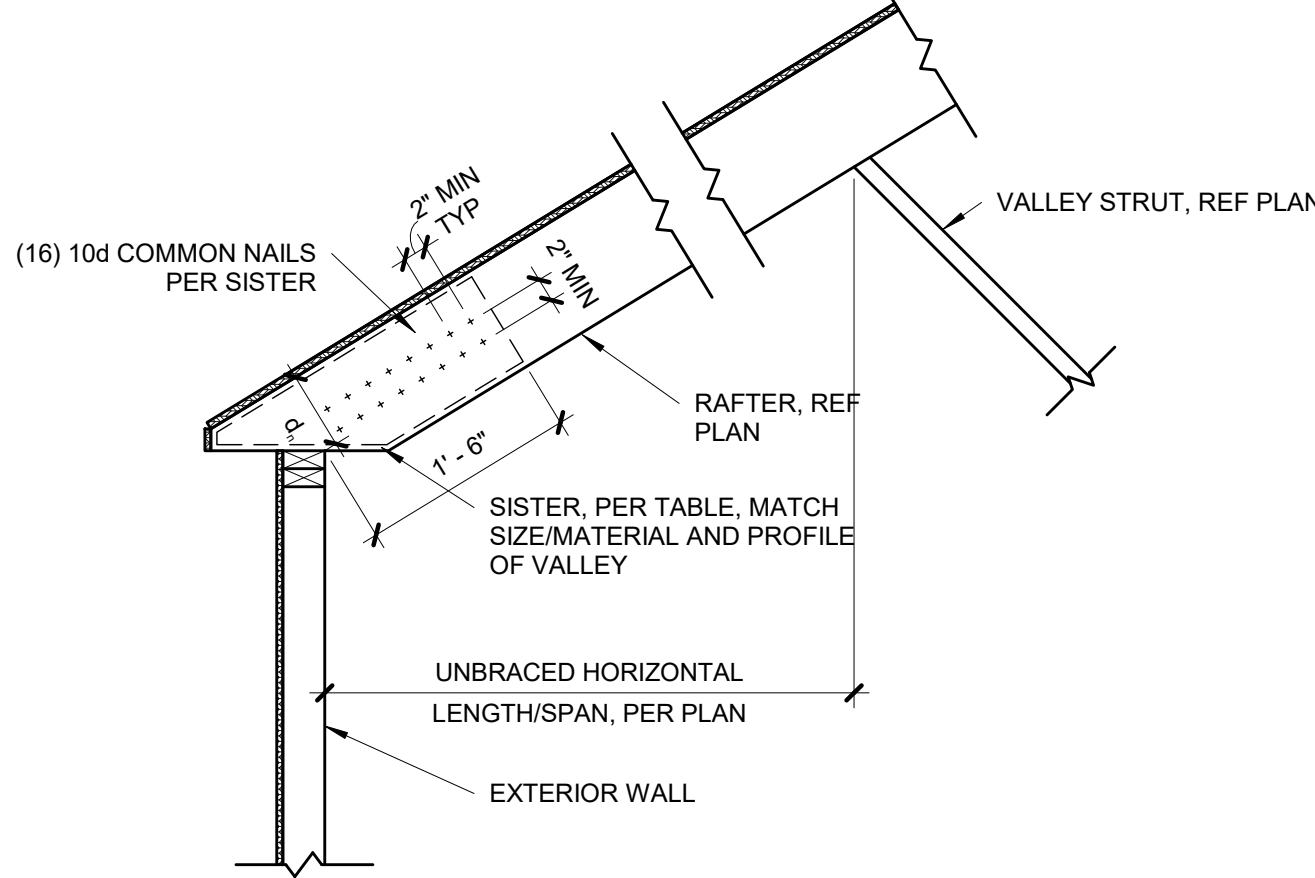 2" MIN
TYP
(16) 10d COMMON NAILS
PER SISTER
2" MIN
VALLEY STRUT, REF PLAN
dn
RAFTER, REF
PLAN
1' - 6"
SISTER, PER TABLE, MATCH
SIZE/MATERIAL AND PROFILE
OF VALLEY
UNBRACED HORIZONTAL
LENGTH/SPAN, PER PLAN
EXTERIOR WALL